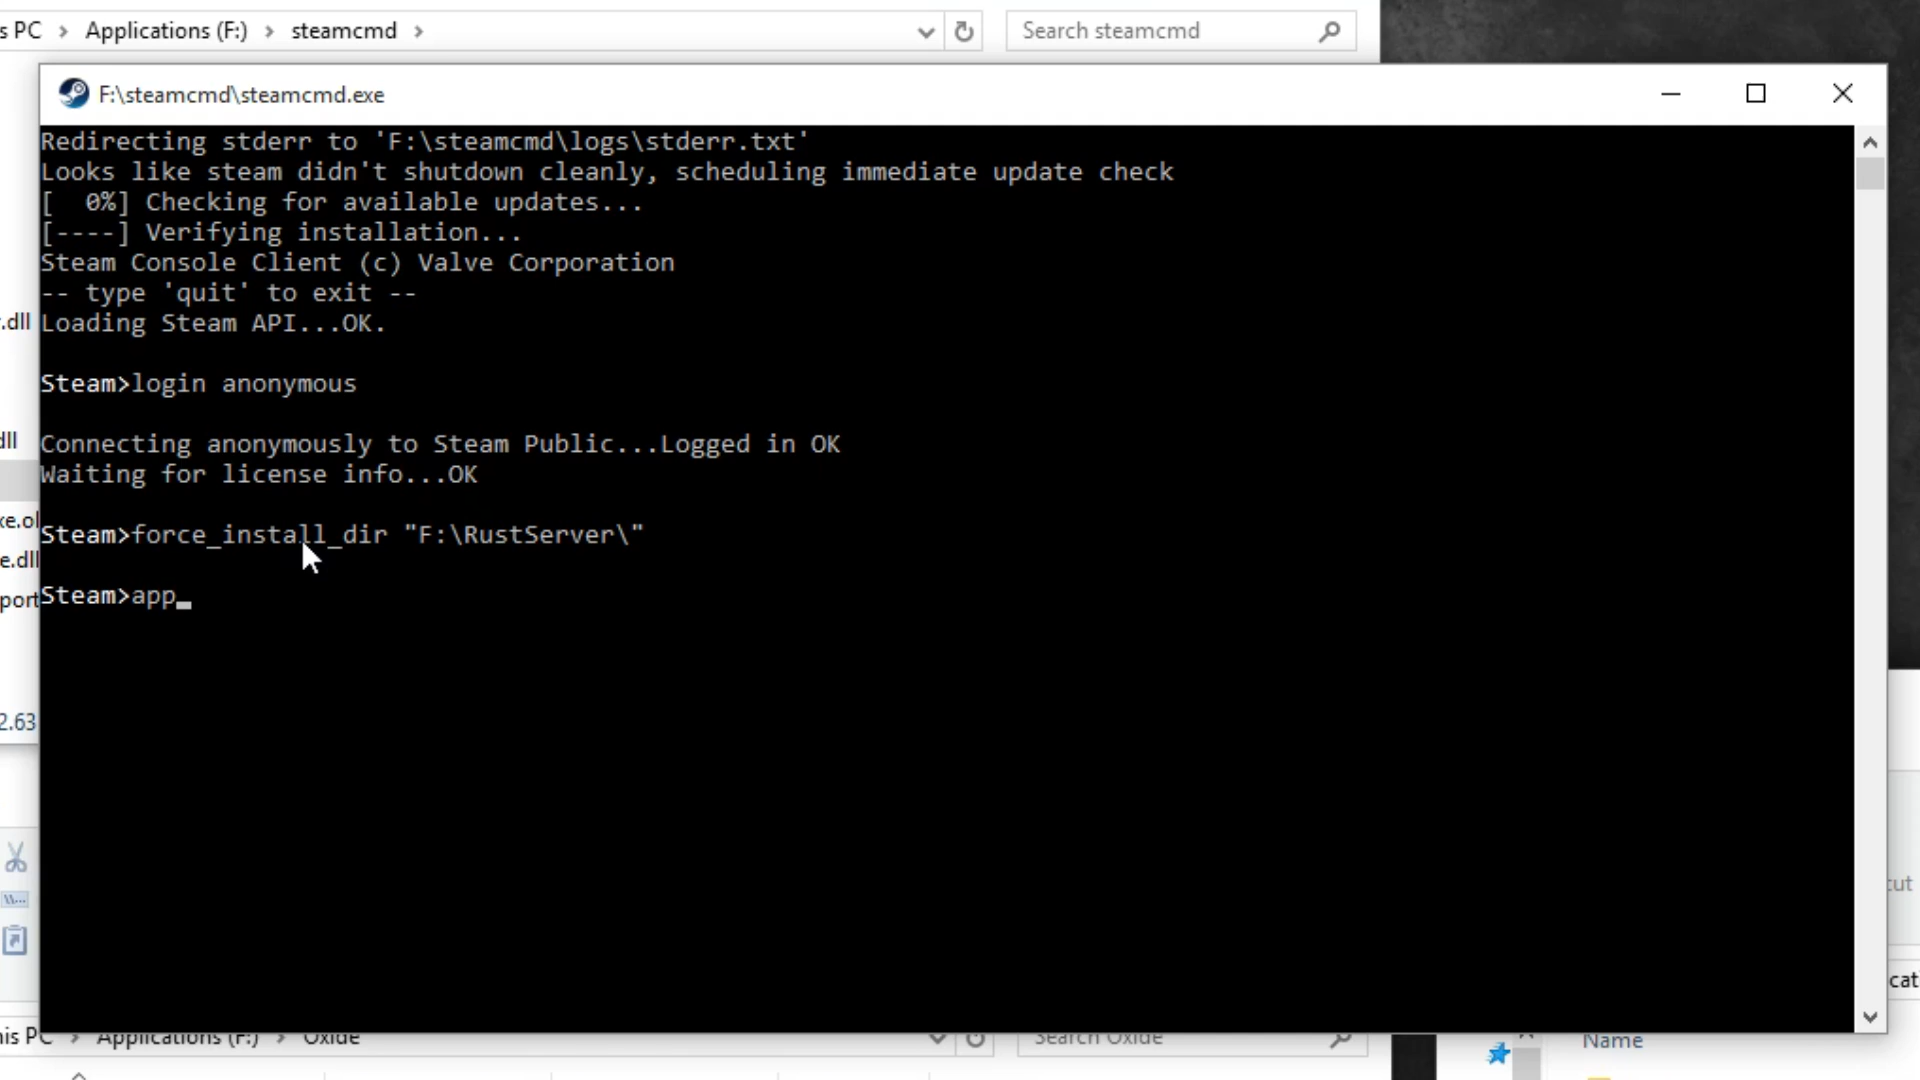 s PC > Applications (F:) > steamcmd >
Search steamcmd
F:\steamcmd\steamcmd.exe
Redirecting stderr to 'F:\steamcmd\logs\stderr.txt'
Looks like steam didn't shutdown cleanly, scheduling immediate update check
[  0%] Checking for available updates...
[----] Verifying installation...
Steam Console Client (c) Valve Corporation
-- type 'quit' to exit --
.dll
Loading Steam API...OK.
Steam>login anonymous
dll
Connecting anonymously to Steam Public...Logged in OK
Waiting for license info...OK
xe.ol
Steam>force_install_dir "F:\RustServer\"
e.dll
port
Steam>app
2.63
cut
cati
his PC > Applications (F:) > Oxide
Search Oxide
Name